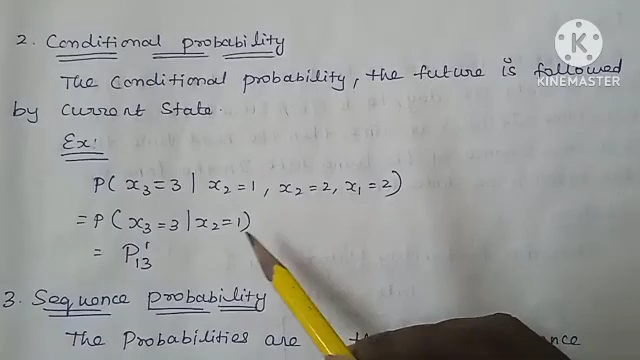 2. Conditional probability
KINEMASTER
The Conditional probability, the future is followed
by current state.
Ex:
P( x₃ = 3 | x₂ = 1, x₂ = 2, x₁ = 2)
= P ( x₃ = 3 | x₂ = 1)
= P₁₃'
3. Sequence probability
The Probabilities are